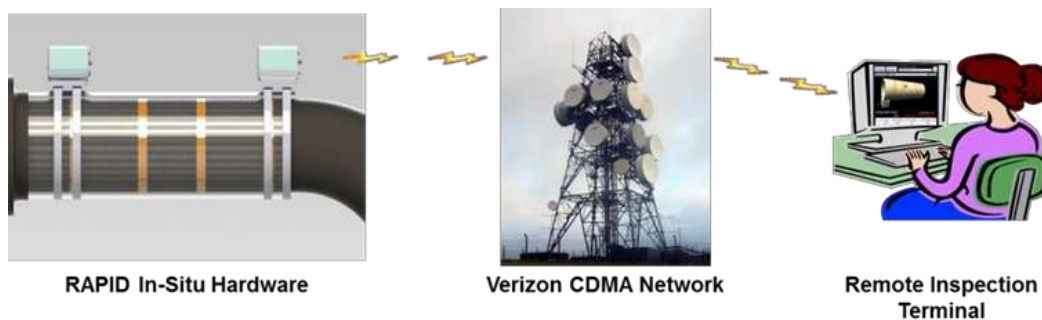 RAPID In-Situ Hardware
Verizon CDMA Network
Remote Inspection
Terminal